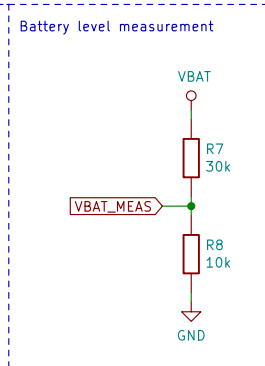 Battery level measurement
VBAT
R7
30k
VBAT_MEAS
R8
10k
GND